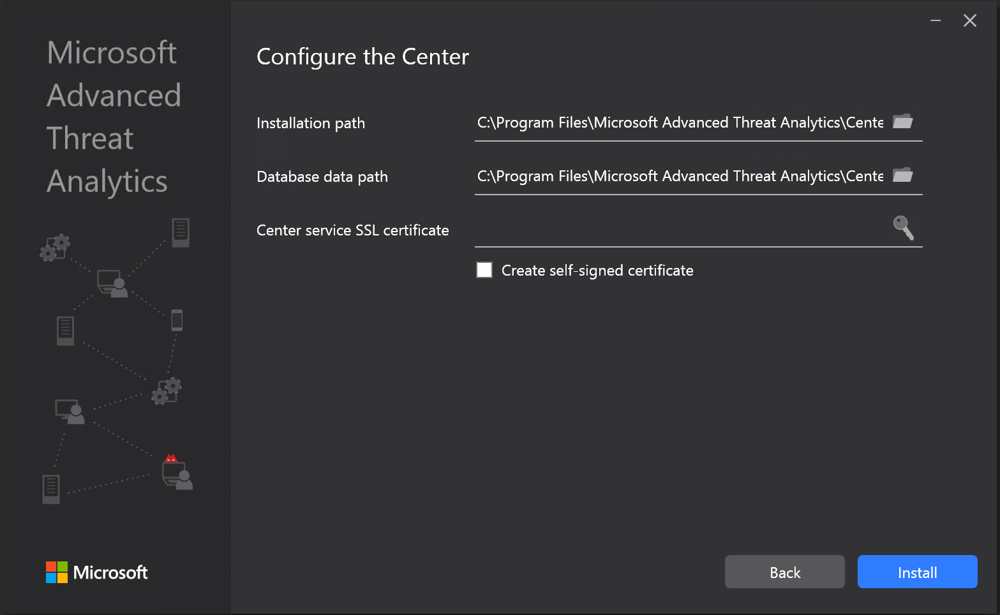 Microsoft
Advanced
Threat
Analytics
Microsoft
Configure the Center
Installation path
C:\Program Files\Microsoft Advanced Threat Analytics\Cente
Database data path
C:\Program Files\Microsoft Advanced Threat Analytics\Cente
Center service SSL certificate
Create self-signed certificate
Back
Install